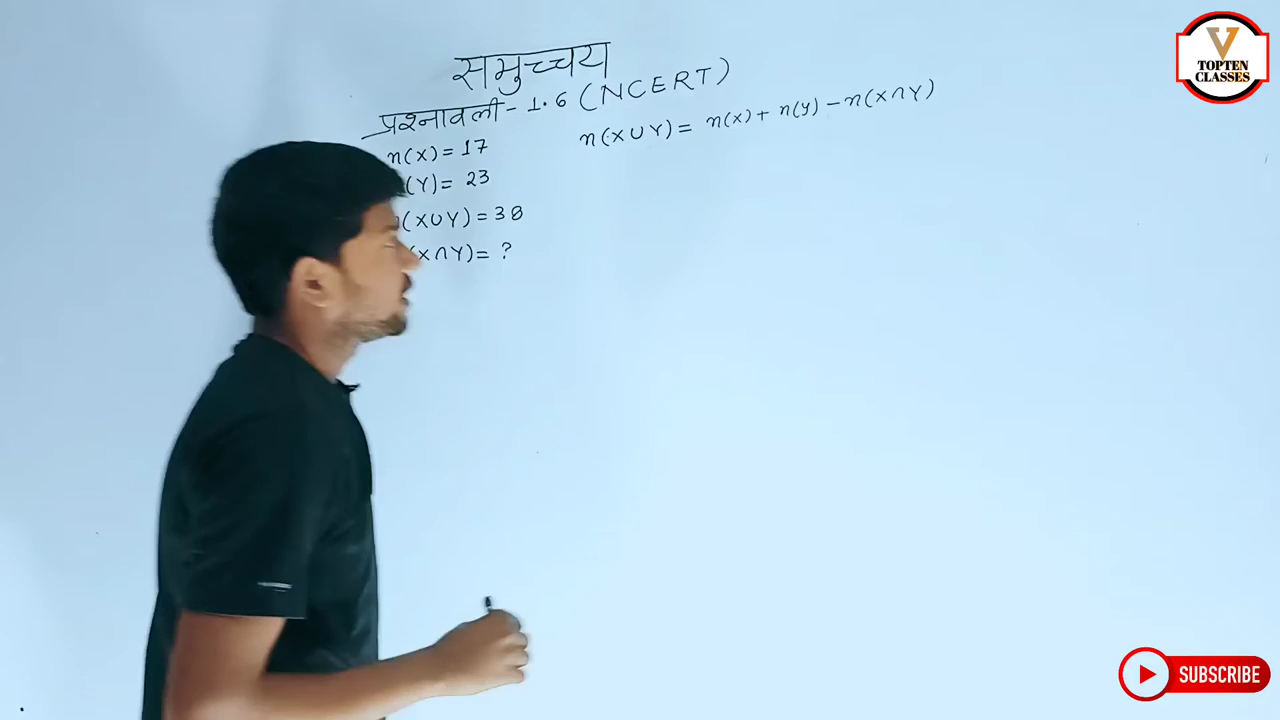 समुच्चय
प्रश्नावली - 1.6 (NCERT)
n(X) = 17
(Y) = 23
(X∪Y) = 38
(X∩Y) = ?
n(X∪Y) = n(X) + n(y) - n(X∩Y)
V
TOPTEN
CLASSES
SUBSCRIBE